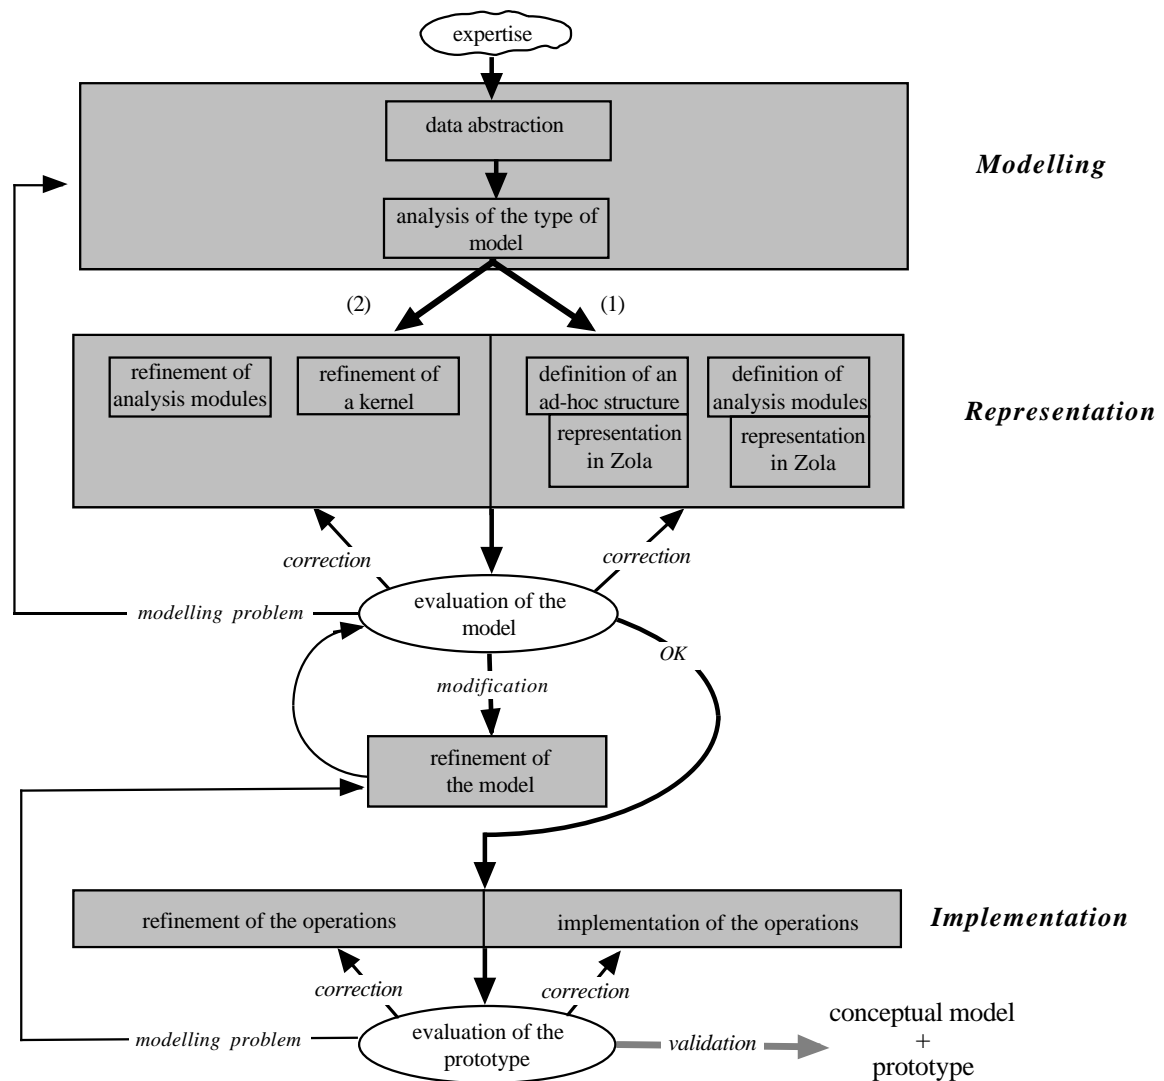 expertise
data abstraction
Modelling
analysis of the type of
model
(2)
(1)
refinement of
analysis modules
refinement of
a kernel
definition of an
ad-hoc structure
representation
in Zola
definition of
analysis modules
representation
in Zola
Representation
correction
correction
modelling problem
evaluation of the
model
OK
modification
refinement of
the model
refinement of the operations
implementation of the operations
Implementation
correction
correction
modelling problem
evaluation of the
prototype
validation
conceptual model
+
prototype